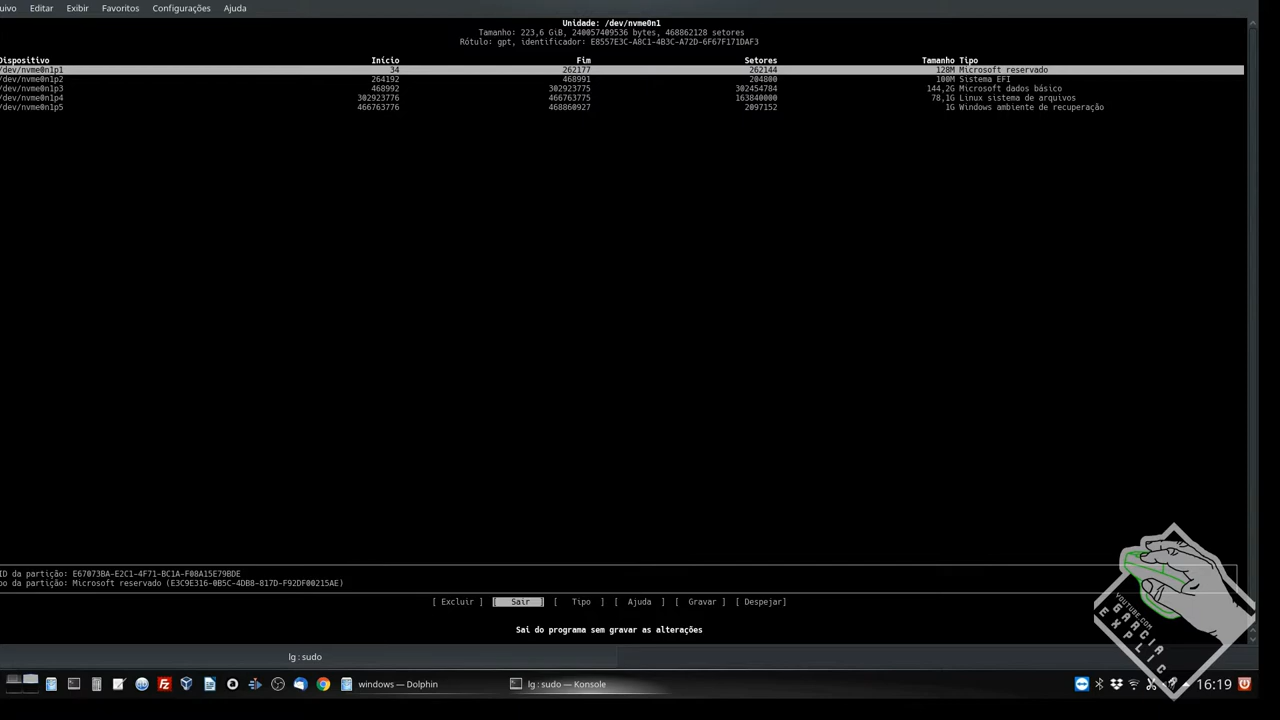 uivo Editar Exibir Favoritos Configurações Ajuda
Unidade: /dev/nvme0n1
Tamanho: 223,6 GiB, 240057409536 bytes, 468862128 setores
Rótulo: gpt, identificador: E8557E3C-A8C1-4B3C-A72D-6F67F171DAF3
Dispositivo Início Fim Setores Tamanho Tipo
/dev/nvme0n1p1 34 262177 262144 128M Microsoft reservado
/dev/nvme0n1p2 264192 468991 204800 100M Sistema EFI
/dev/nvme0n1p3 468992 302923775 302454784 144,2G Microsoft dados básico
/dev/nvme0n1p4 302923776 466763775 163840000 78,1G Linux sistema de arquivos
/dev/nvme0n1p5 466763776 468860927 2097152 1G Windows ambiente de recuperação
ID da partição: E67073BA-E2C1-4F71-BC1A-F08A15E79BDE
po da partição: Microsoft reservado (E3C9E316-0B5C-4DB8-817D-F92DF00215AE)
[ Excluir ] [ Sair ] [ Tipo ] [ Ajuda ] [ Gravar ] [ Despejar]
Sai do programa sem gravar as alterações
lg : sudo
windows — Dolphin
lg : sudo — Konsole
16:19
YOUTUBE.COM
GARCIA
EXPLICA